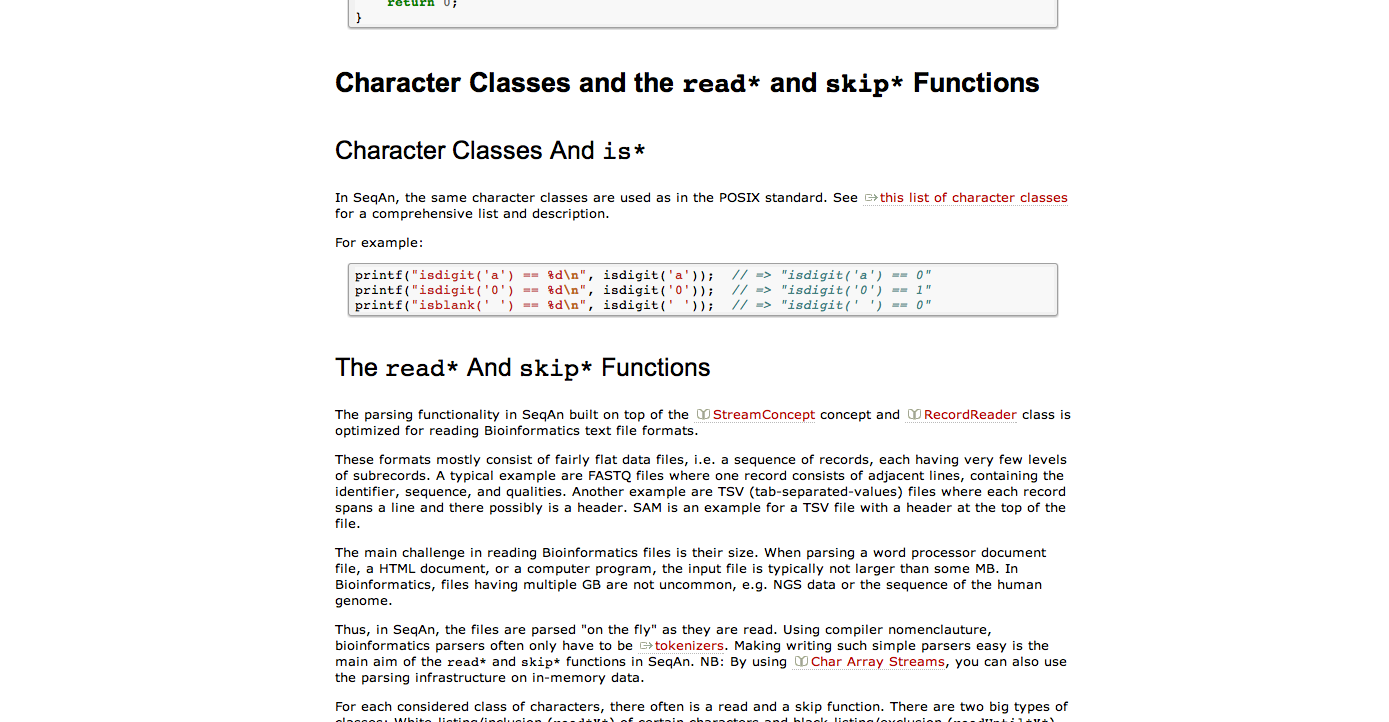 return 0;
}
Character Classes and the read* and skip* Functions
Character Classes And is*
In SeqAn, the same character classes are used as in the POSIX standard. See this list of character classes
for a comprehensive list and description.
For example:
printf("isdigit('a') == %d\n", isdigit('a'));  // => "isdigit('a') == 0"
printf("isdigit('0') == %d\n", isdigit('0'));  // => "isdigit('0') == 1"
printf("isblank(' ') == %d\n", isdigit(' '));  // => "isdigit(' ') == 0"
The read* And skip* Functions
The parsing functionality in SeqAn built on top of the StreamConcept concept and RecordReader class is
optimized for reading Bioinformatics text file formats.
These formats mostly consist of fairly flat data files, i.e. a sequence of records, each having very few levels
of subrecords. A typical example are FASTQ files where one record consists of adjacent lines, containing the
identifier, sequence, and qualities. Another example are TSV (tab-separated-values) files where each record
spans a line and there possibly is a header. SAM is an example for a TSV file with a header at the top of the
file.
The main challenge in reading Bioinformatics files is their size. When parsing a word processor document
file, a HTML document, or a computer program, the input file is typically not larger than some MB. In
Bioinformatics, files having multiple GB are not uncommon, e.g. NGS data or the sequence of the human
genome.
Thus, in SeqAn, the files are parsed "on the fly" as they are read. Using compiler nomenclauture,
bioinformatics parsers often only have to be tokenizers. Making writing such simple parsers easy is the
main aim of the read* and skip* functions in SeqAn. NB: By using Char Array Streams, you can also use
the parsing infrastructure on in-memory data.
For each considered class of characters, there often is a read and a skip function. There are two big types of
classes: White-listing/inclusion (read*X*) of certain characters and black-listing/exclusion (readUntil*X*)